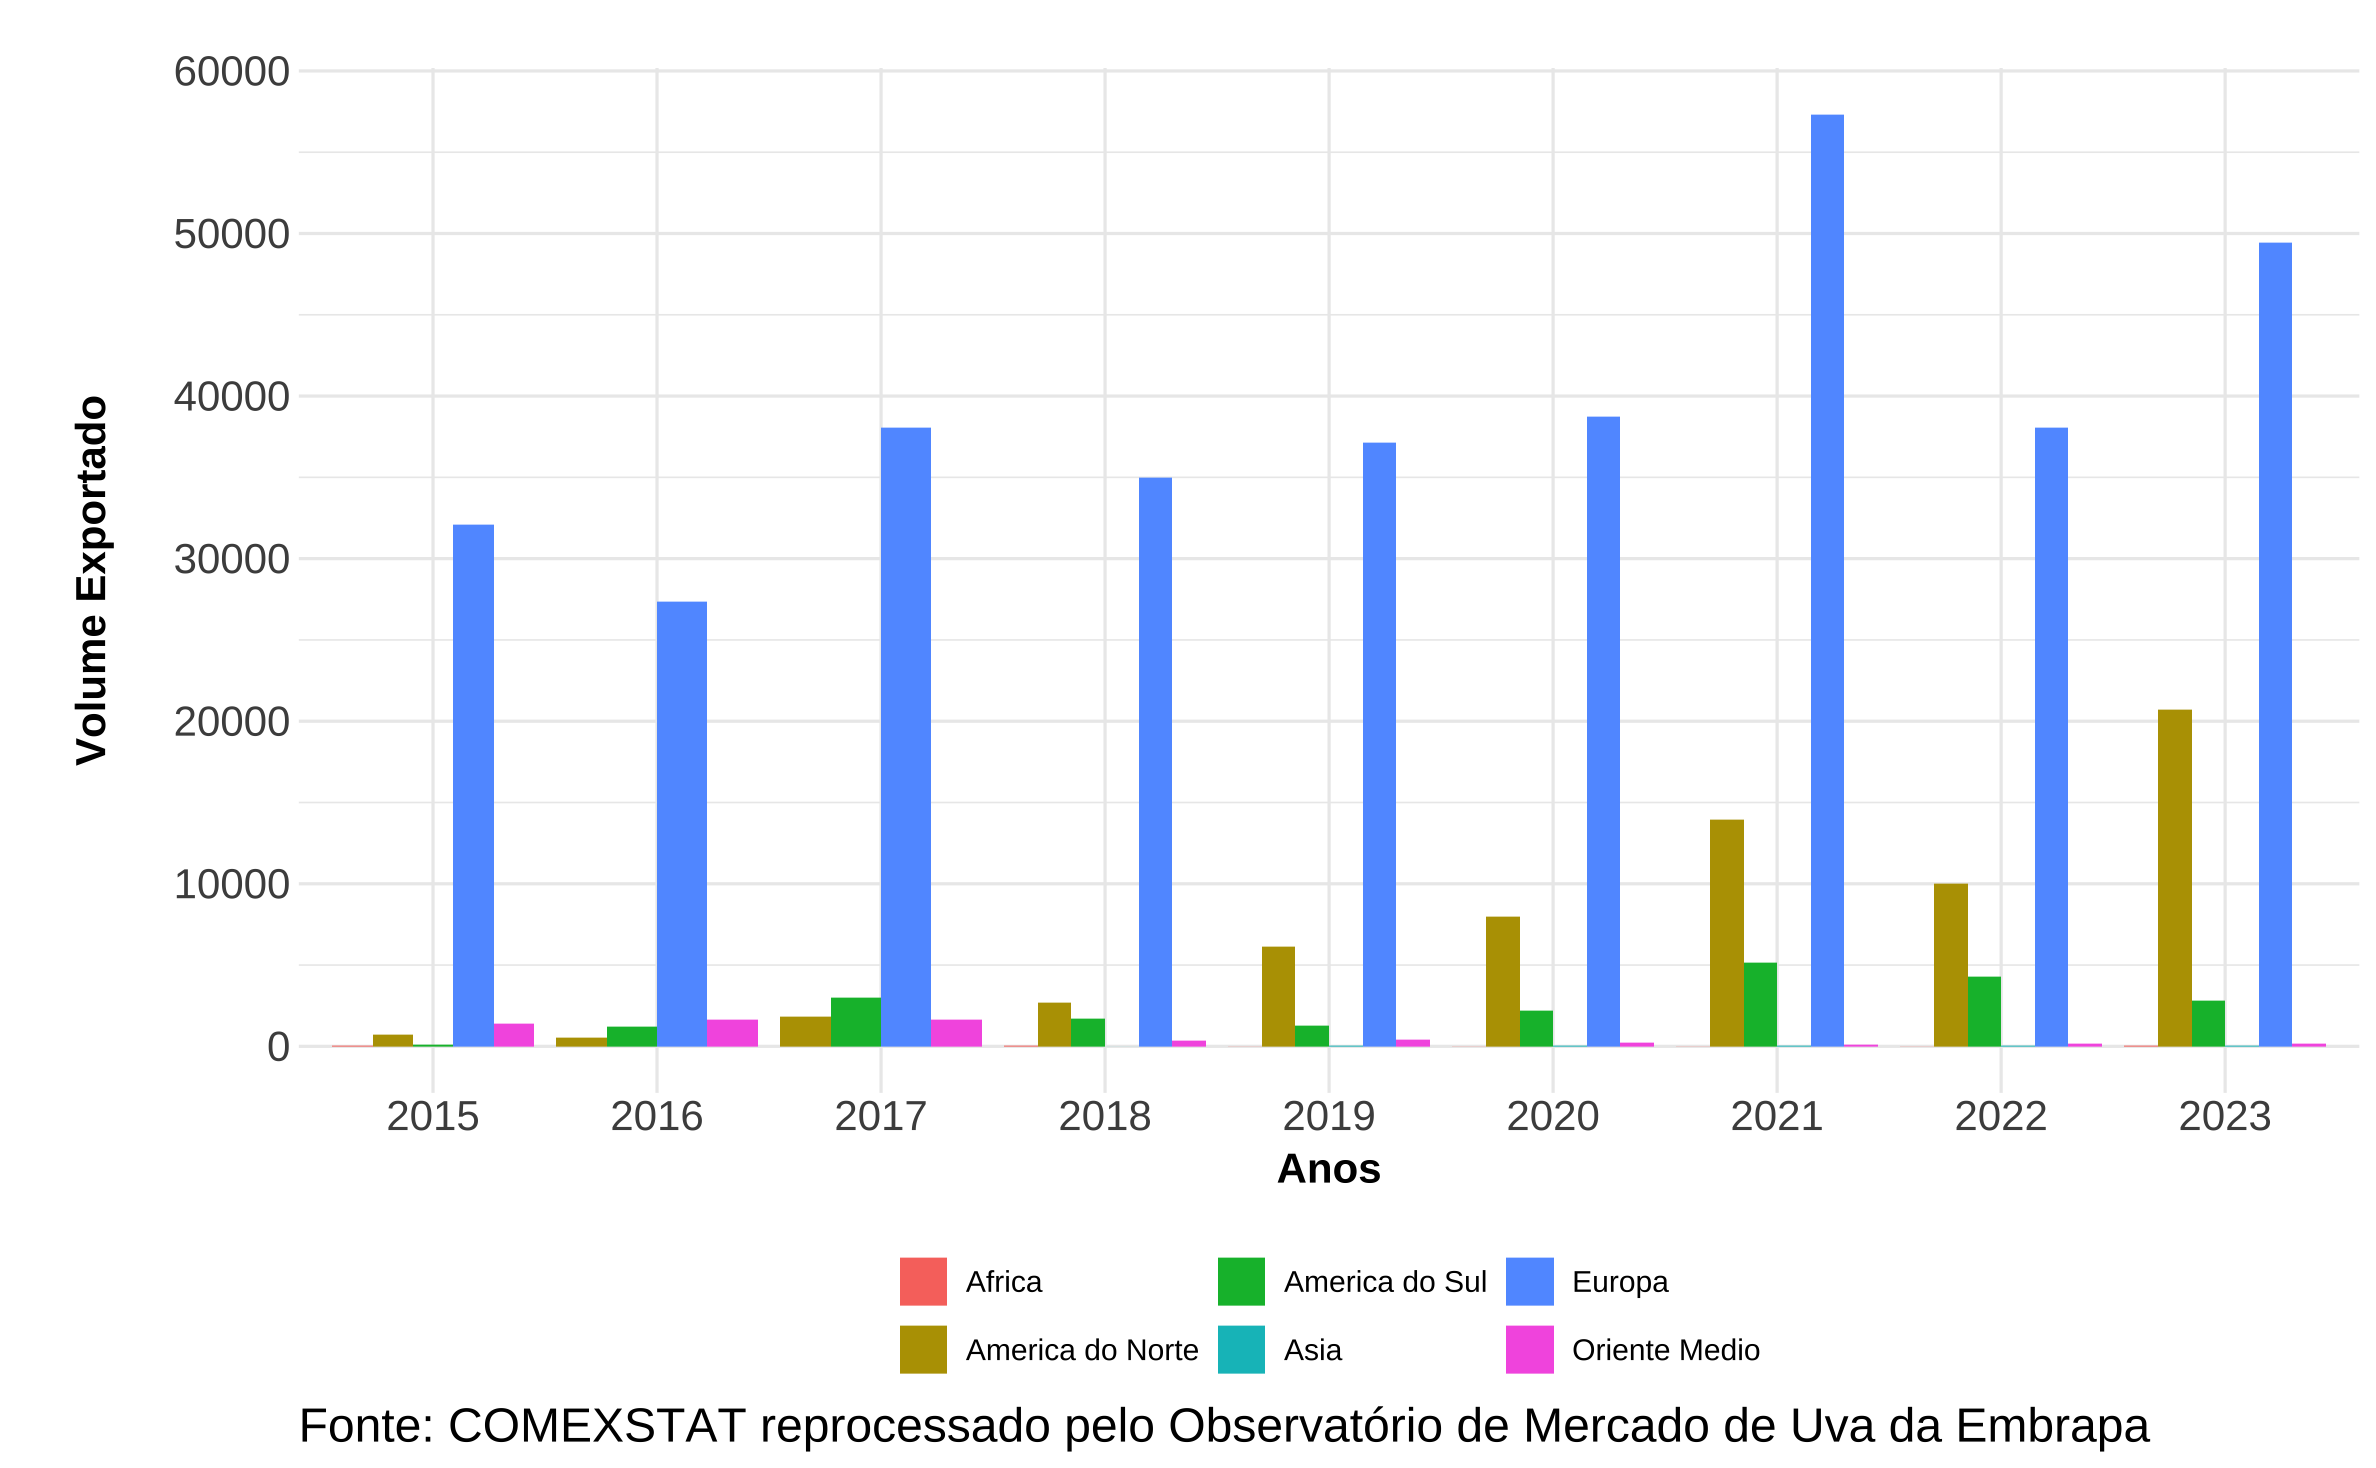 60000
50000
40000
30000
20000
10000
0
Volume Exportado
2015 2016 2017 2018 2019 2020 2021 2022 2023
Anos
Africa America do Sul Europa
America do Norte Asia Oriente Medio
Fonte: COMEXSTAT reprocessado pelo Observatório de Mercado de Uva da Embrapa